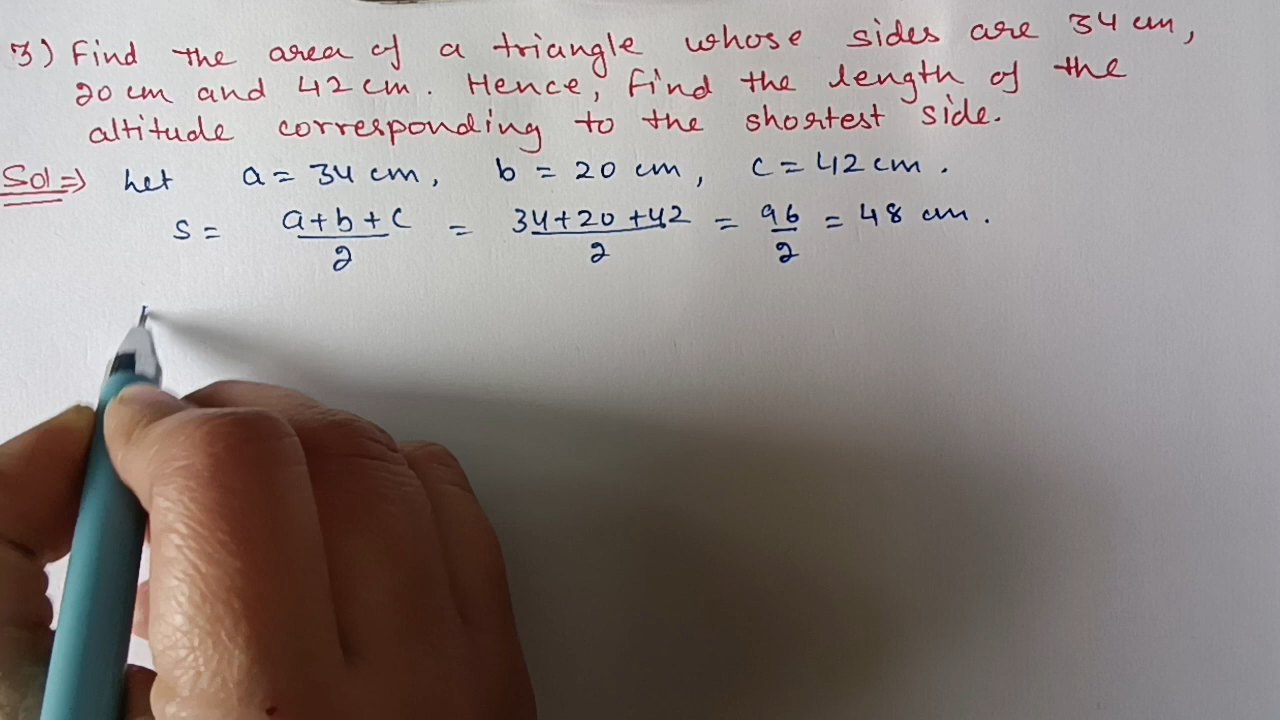 3) Find the area of a triangle whose sides are 34 cm,
20 cm and 42 cm. Hence, find the length of the
altitude corresponding to the shortest side.
Sol⇒ Let a = 34 cm, b = 20 cm, c = 42 cm.
s = a+b+c/2 = 34+20+42/2 = 96/2 = 48 cm.